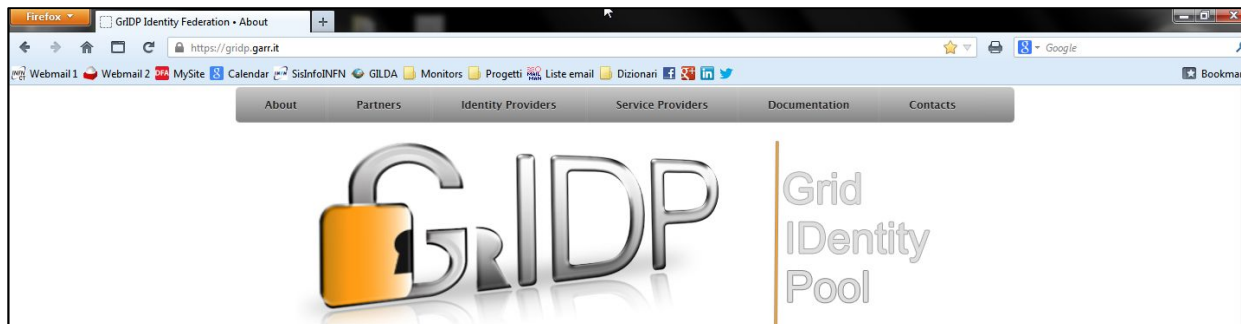 Firefox
GrIDP Identity Federation • About
https://gridp.garr.it
Google
Webmail 1 Webmail 2 MySite Calendar SisInfoINFN GILDA Monitors Progetti Liste email Dizionari
Bookmar
About Partners Identity Providers Service Providers Documentation Contacts
GrIDP
Grid
IDentity
Pool